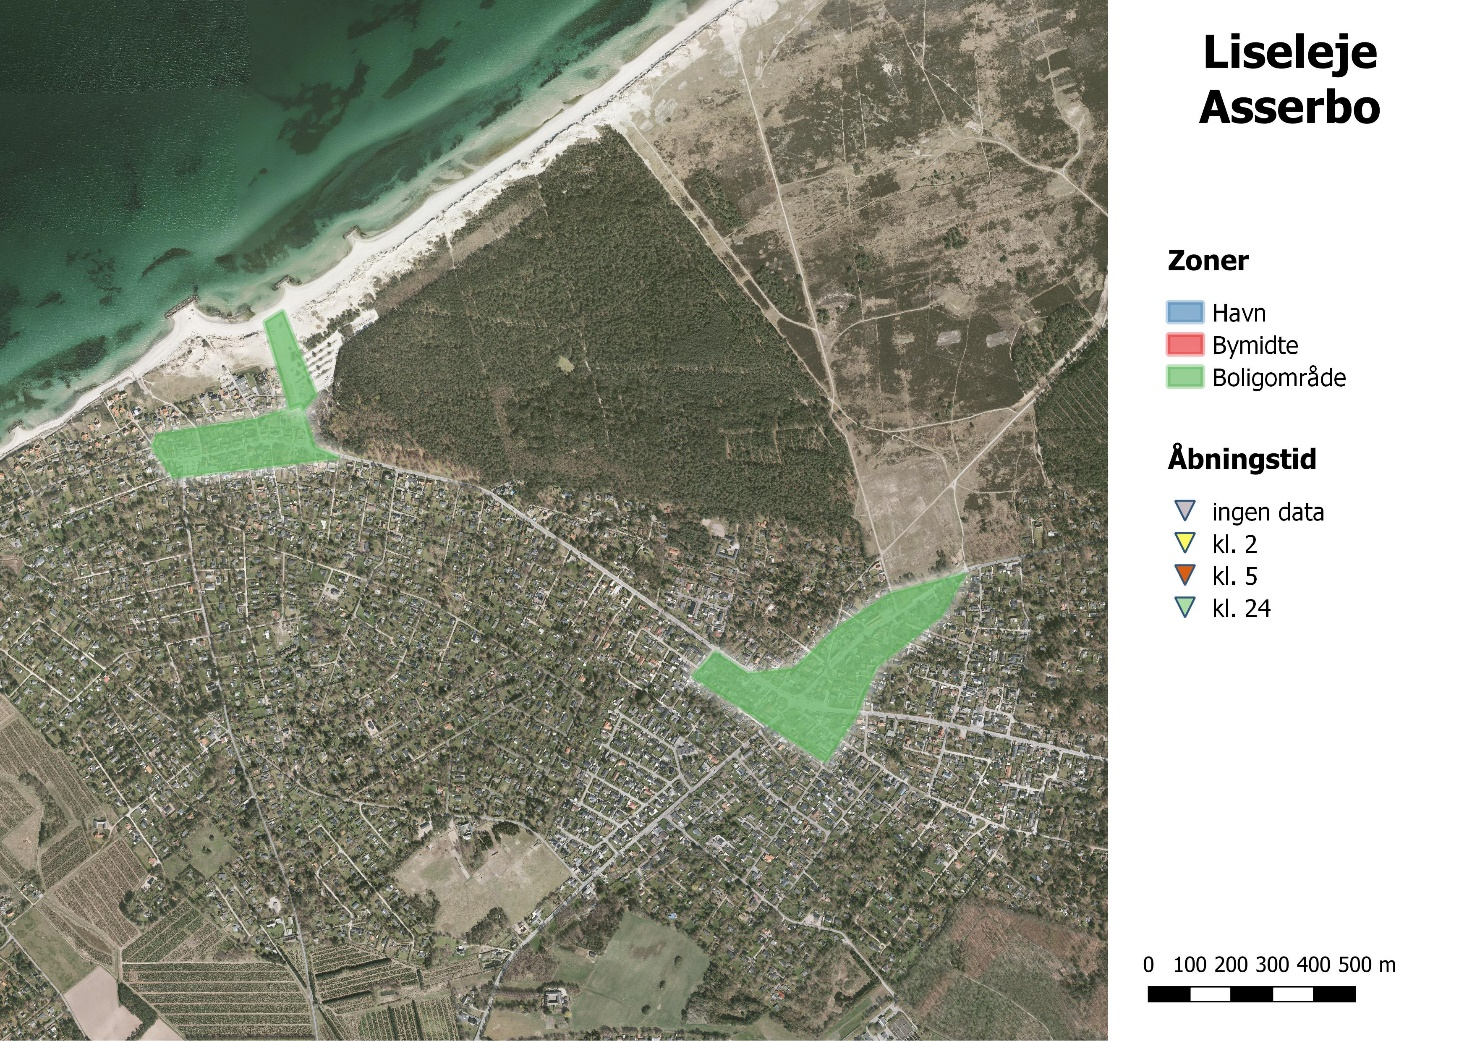 Liseleje
Asserbo
Zoner
Havn
Bymidte
Boligområde
Åbningstid
ingen data
kl. 2
kl. 5
kl. 24
0 100 200 300 400 500 m